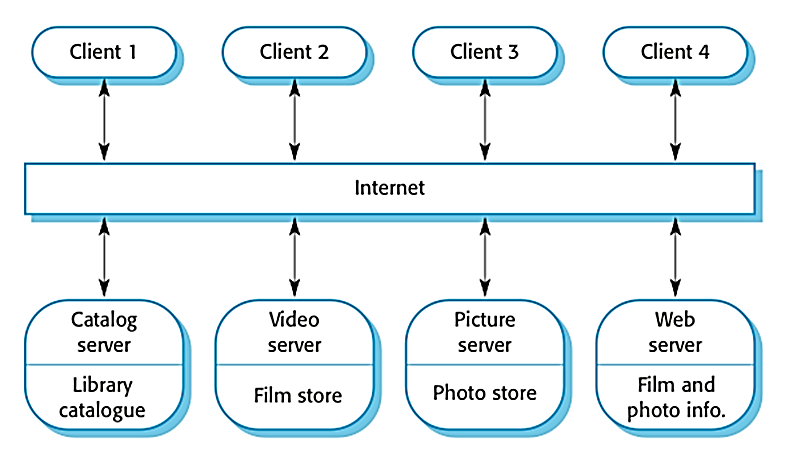 Client 1
Client 2
Client 3
Client 4
Internet
Catalog
server
Library
catalogue
Video
server
Film store
Picture
server
Photo store
Web
server
Film and
photo info.